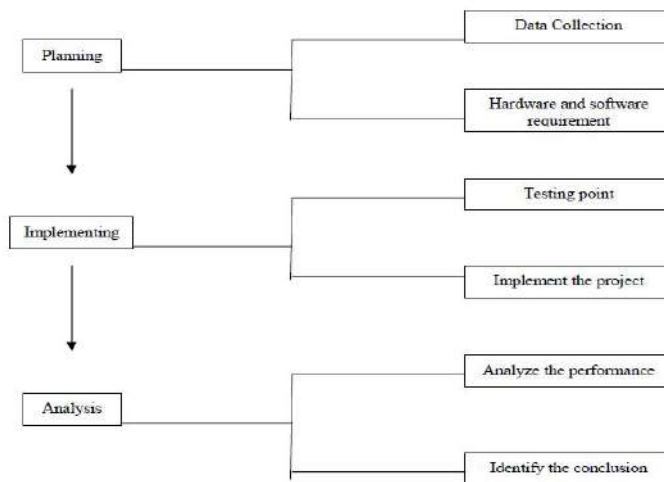 Data Collection
Planning
Hardware and software
requirement
Testing point
Implementing
Implement the project
Analyze the performance
Analysis
Identify the conclusion